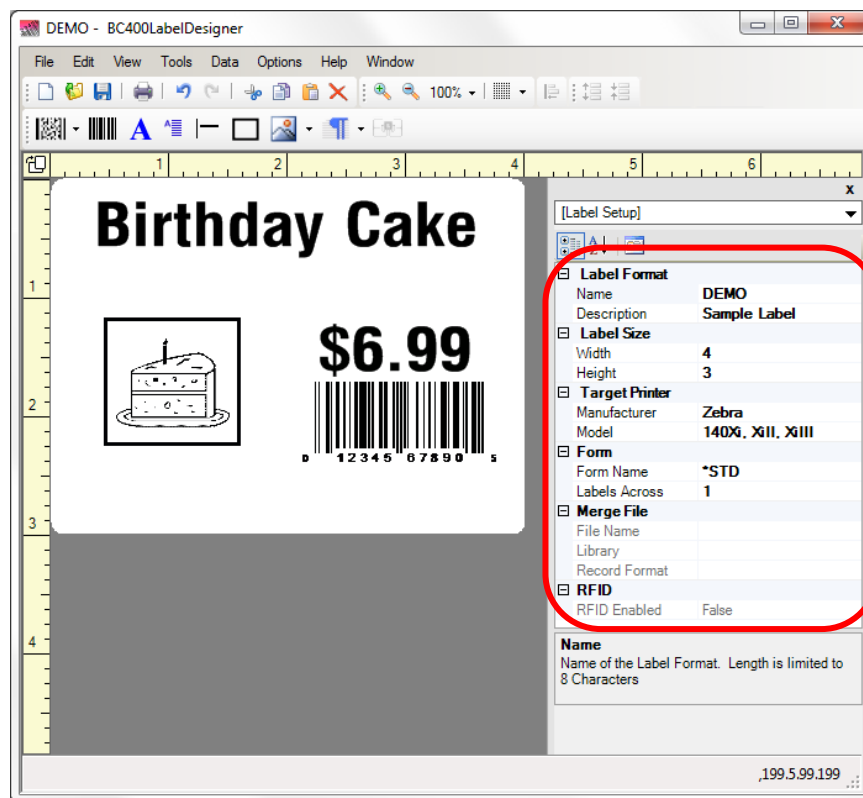 DEMO - BC400LabelDesigner
File Edit View Tools Data Options Help Window
100%
1 2 3 4 5 6
x
[Label Setup]
Birthday Cake
Label Format
Name DEMO
Description Sample Label
1
Label Size
$6.99
Width 4
Height 3
Target Printer
2
Manufacturer Zebra
Model 140Xi, XiII, XiIII
Form
0 12345 67890 5
Form Name *STD
Labels Across 1
Merge File
3
File Name
Library
Record Format
RFID
RFID Enabled False
4
Name
Name of the Label Format. Length is limited to
8 Characters
,199.5.99.199